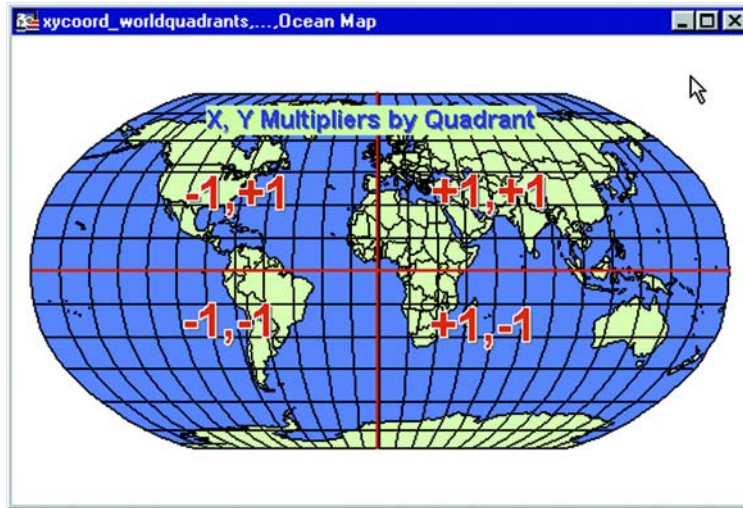 xycoord_worldquadrants,...,Ocean Map
X, Y Multipliers by Quadrant
-1,+1 +1,+1
-1,-1 +1,-1